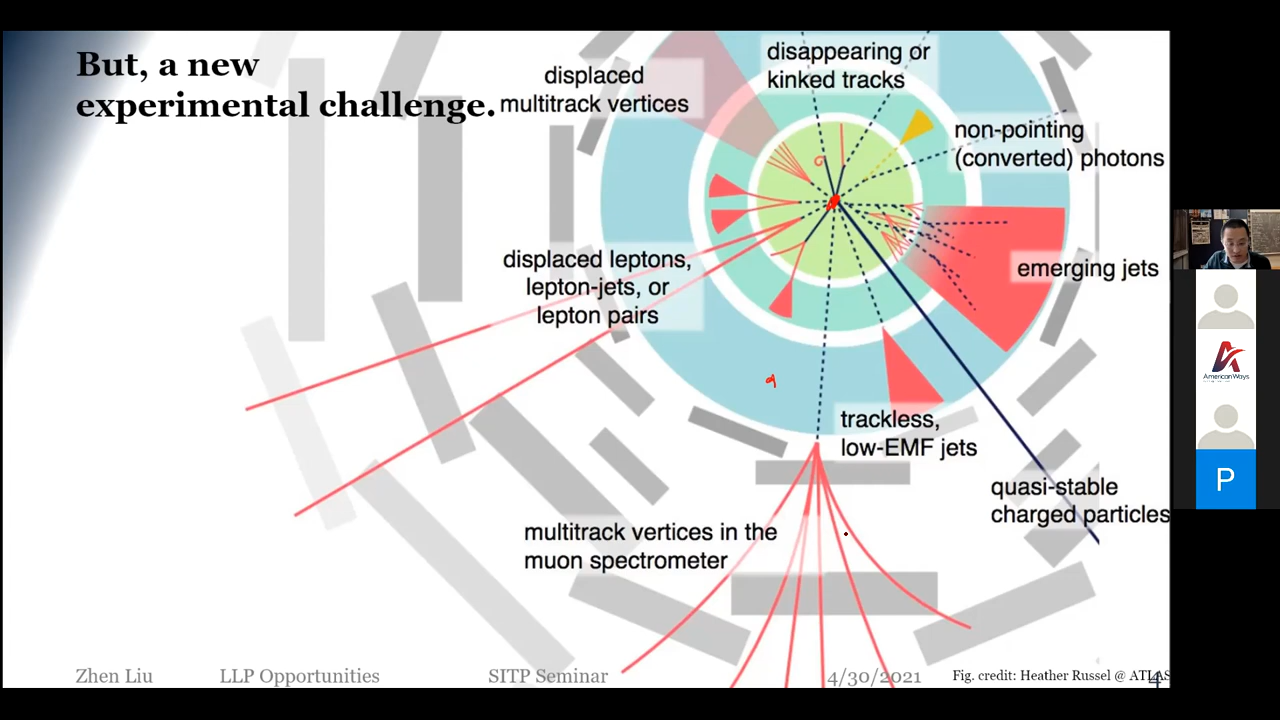 But, a new
experimental challenge.
displaced
multitrack vertices
disappearing or
kinked tracks
non-pointing
(converted) photons
displaced leptons,
lepton-jets, or
lepton pairs
emerging jets
trackless,
low-EMF jets
quasi-stable
charged particles
multitrack vertices in the
muon spectrometer
Zhen Liu
LLP Opportunities
SITP Seminar
4/30/2021
Fig. credit: Heather Russel @ ATLAS
4
AmericanWays
P